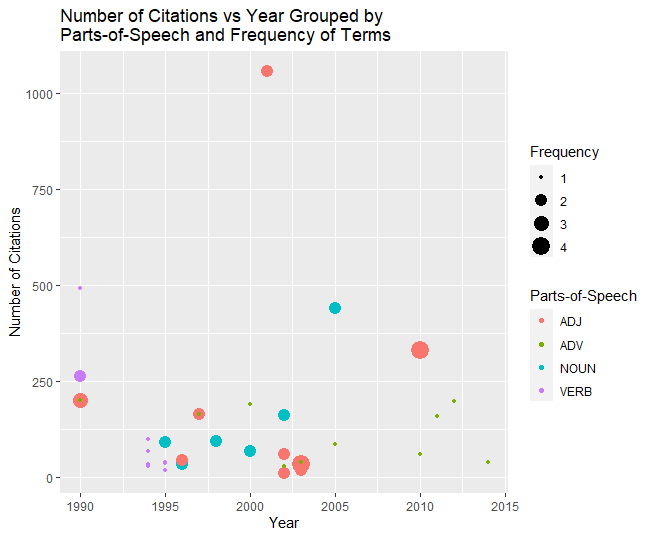 Number of Citations vs Year Grouped by
Parts-of-Speech and Frequency of Terms
1000
750
500
250
0
Number of Citations
1990
1995
2000
2005
2010
2015
Year
Frequency
1
2
3
4
Parts-of-Speech
ADJ
ADV
NOUN
VERB